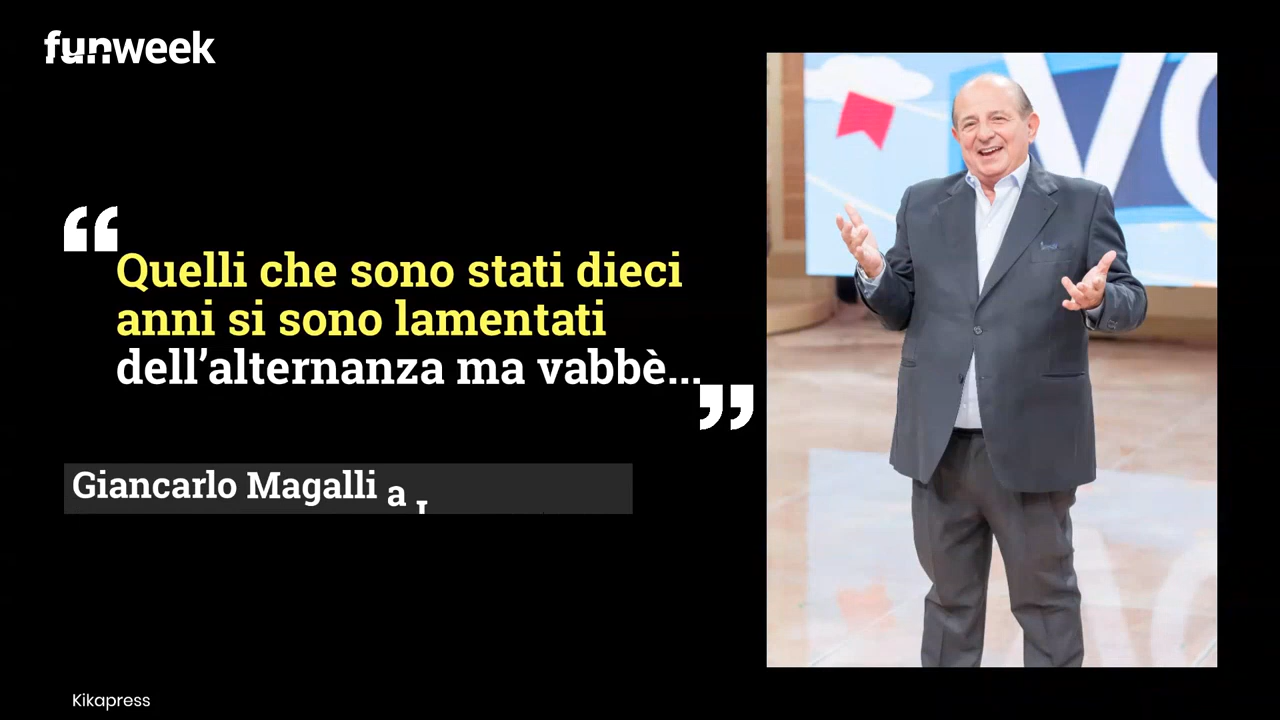 funweek
“Quelli che sono stati dieci
anni si sono lamentati
dell’alternanza ma vabbè...”
Giancarlo Magalli a
Kikapress